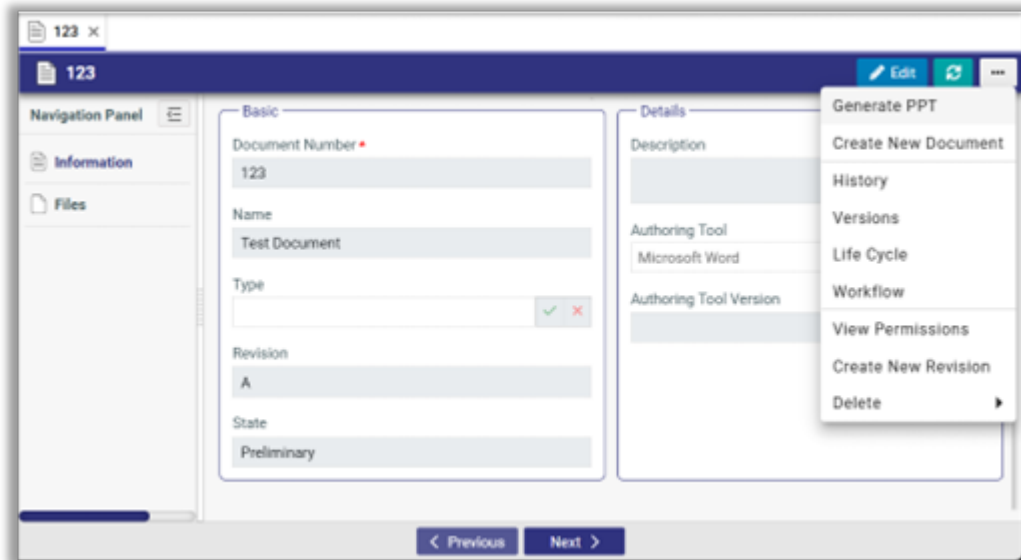 123
123
Edit
Navigation Panel
Information
Files
Basic
Document Number
123
Name
Test Document
Type
Revision
A
State
Preliminary
Details
Description
Authoring Tool
Microsoft Word
Authoring Tool Version
Generate PPT
Create New Document
History
Versions
Life Cycle
Workflow
View Permissions
Create New Revision
Delete
Previous
Next